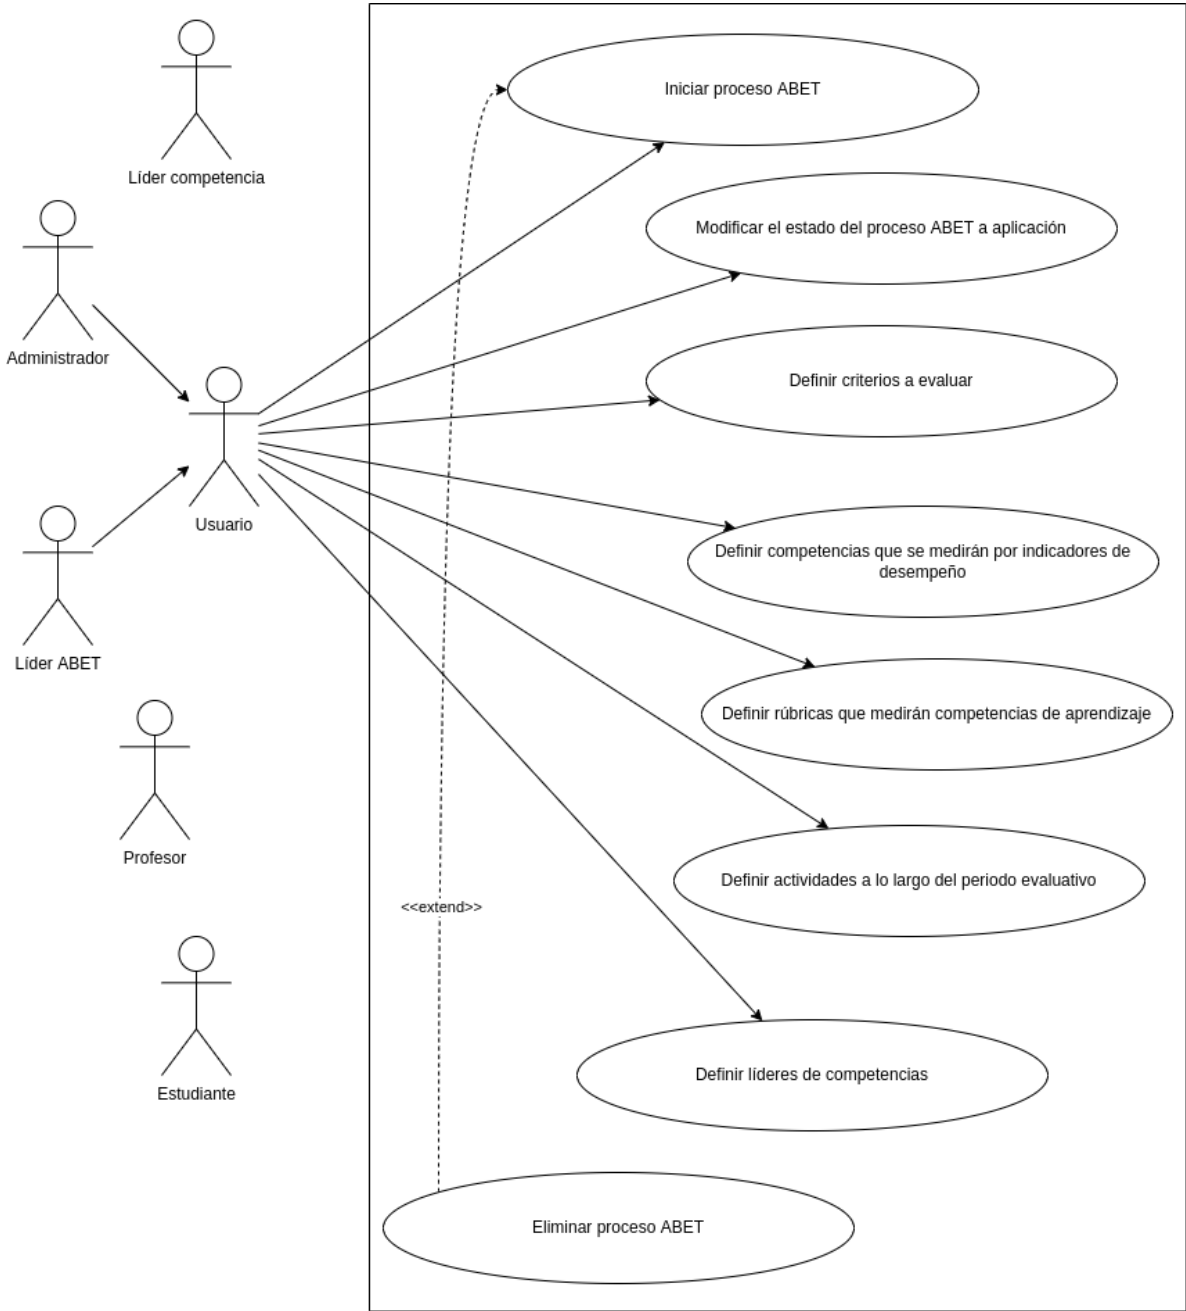 Iniciar proceso ABET
Líder competencia
Modificar el estado del proceso ABET a aplicación
Administrador
Definir criterios a evaluar
Usuario
Definir competencias que se medirán por indicadores de
desempeño
Líder ABET
Definir rúbricas que medirán competencias de aprendizaje
Profesor
Definir actividades a lo largo del periodo evaluativo
<<extend>>
Definir líderes de competencias
Estudiante
Eliminar proceso ABET